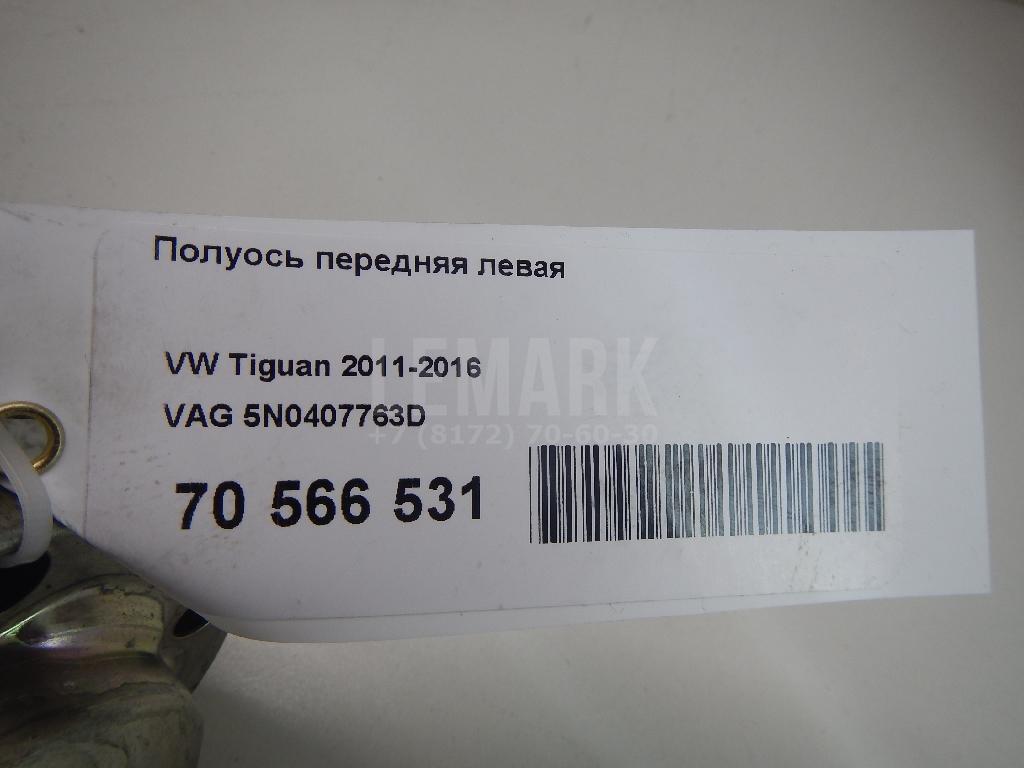 Полуось передняя левая
VW Tiguan 2011-2016
LEMARK
VAG 5N0407763D
+7 (8172) 70-60-30
70 566 531